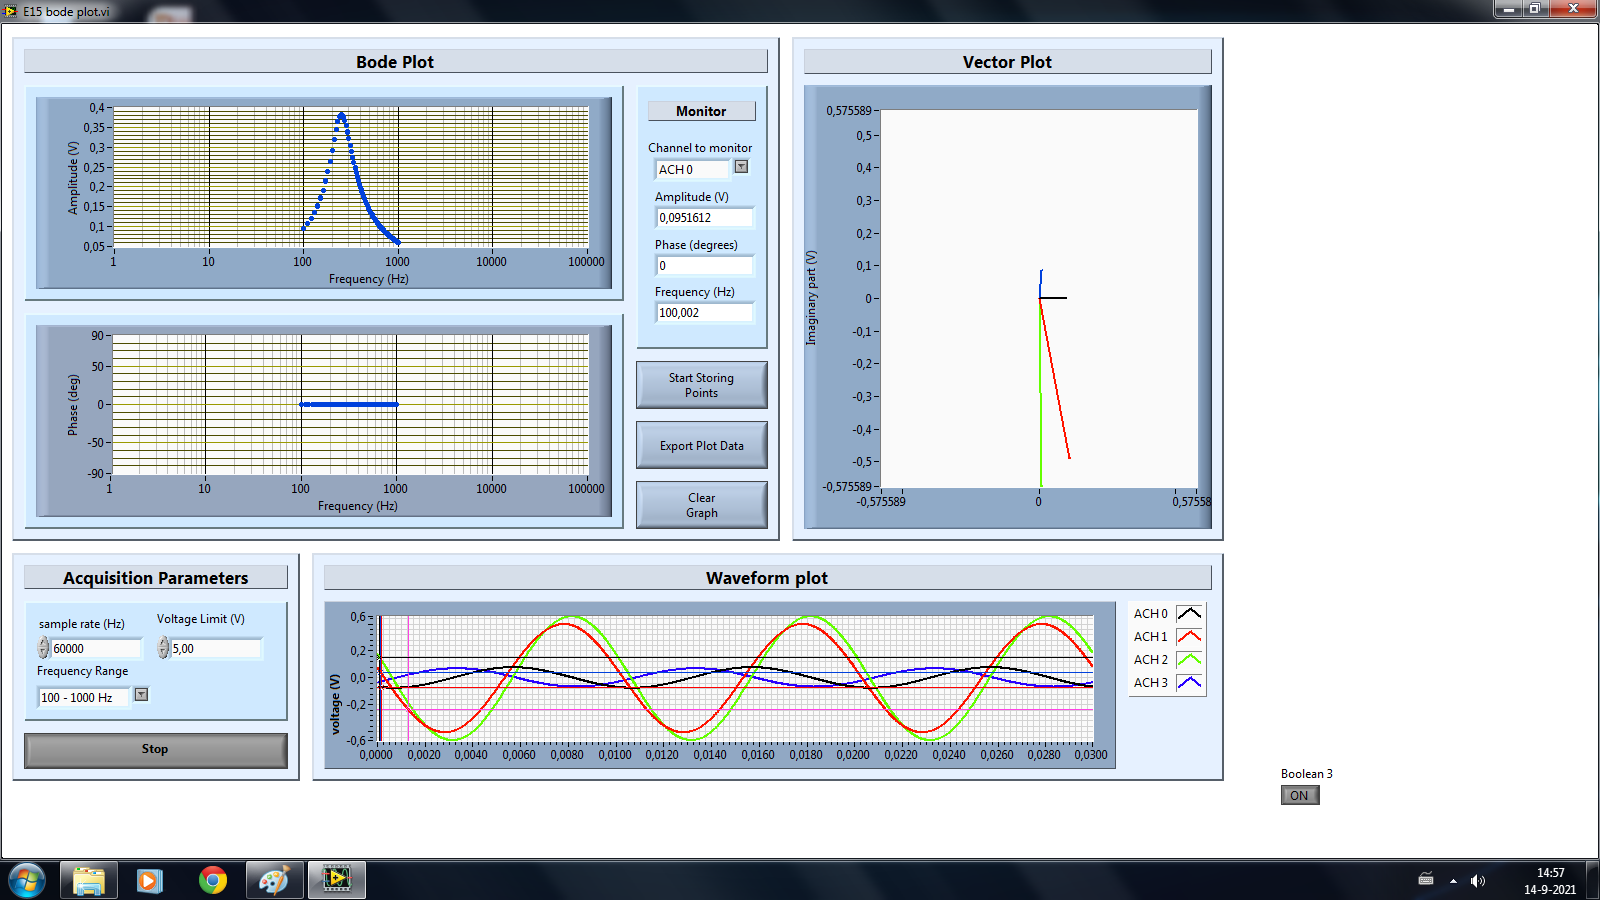 E15 bode plot.vi
Bode Plot
0,4
0,35
0,3
0,25
0,2
0,15
0,1
0,05
Amplitude (V)
1 10 100 1000 10000 100000
Frequency (Hz)
90
50
0
-50
-90
Phase (deg)
1 10 100 1000 10000 100000
Frequency (Hz)
Monitor
Channel to monitor
ACH 0
Amplitude (V)
0,0951612
Phase (degrees)
0
Frequency (Hz)
100,002
Start Storing
Points
Export Plot Data
Clear
Graph
Vector Plot
0,575589
0,5
0,4
0,3
0,2
0,1
0
-0,1
-0,2
-0,3
-0,4
-0,5
-0,575589
Imaginary part (V)
-0,575589 0 0,57558
Acquisition Parameters
sample rate (Hz)
60000
Voltage Limit (V)
5,00
Frequency Range
100 - 1000 Hz
Stop
Waveform plot
0,6
0,2
0,0
-0,2
-0,6
voltage (V)
0,0000 0,0020 0,0040 0,0060 0,0080 0,0100 0,0120 0,0140 0,0160 0,0180 0,0200 0,0220 0,0240 0,0260 0,0280 0,0300
ACH 0
ACH 1
ACH 2
ACH 3
Boolean 3
ON
14:57
14-9-2021